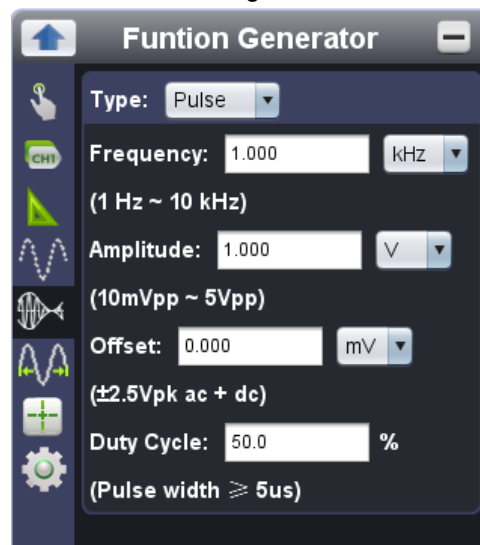 Funtion Generator
Type: Pulse
CH1
Frequency: 1.000 kHz
(1 Hz ~ 10 kHz)
Amplitude: 1.000 V
(10mVpp ~ 5Vpp)
Offset: 0.000 mV
(±2.5Vpk ac + dc)
Duty Cycle: 50.0 %
(Pulse width ⩾ 5us)